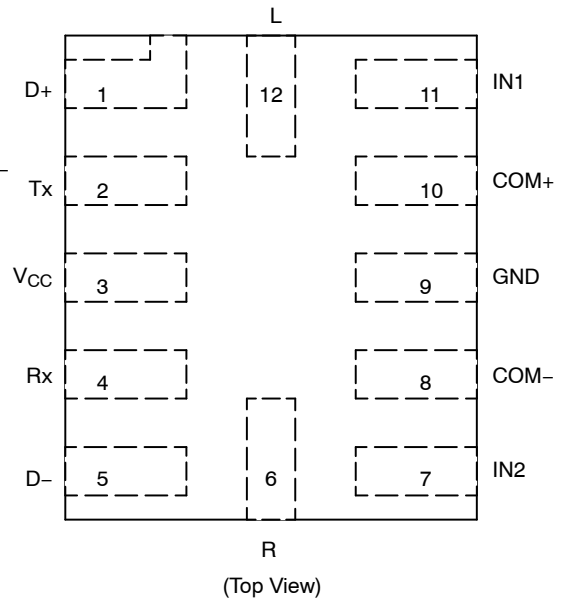 L
D+ 1 12 11 IN1
Tx 2 10 COM+
VCC 3 9 GND
Rx 4 8 COM−
D− 5 6 7 IN2
R
(Top View)